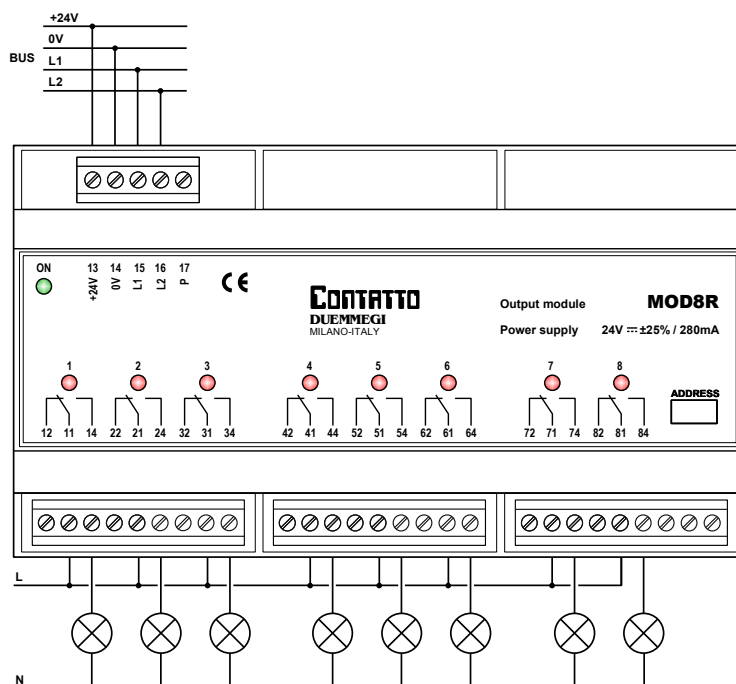 +24V
0V
BUS
L1
L2
ON
13 14 15 16 17
+24V 0V L1 L2 P
CE
CONTATTO
DUEMMEGI
MILANO-ITALY
Output module MOD8R
Power supply 24V ⎓ ±25% / 280mA
1 2 3 4 5 6 7 8
ADDRESS
12 11 14 22 21 24 32 31 34 42 41 44 52 51 54 62 61 64 72 71 74 82 81 84
L
N